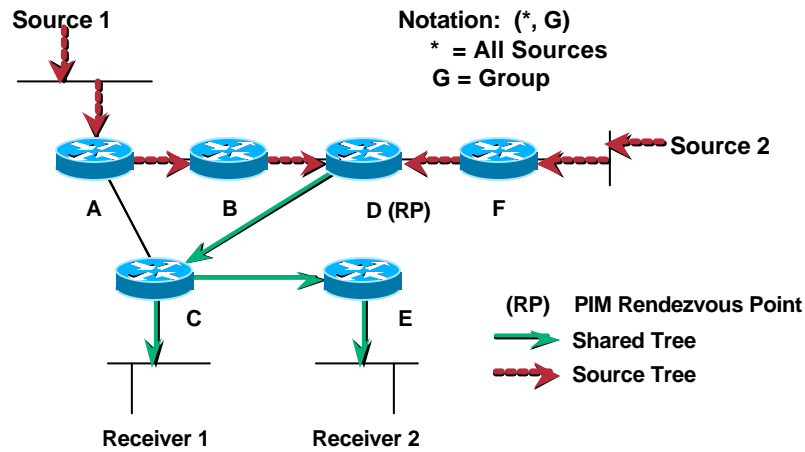 Source 1
Notation: (*, G)
* = All Sources
G = Group
Source 2
A
B
D (RP)
F
C
E
(RP) PIM Rendezvous Point
Shared Tree
Source Tree
Receiver 1
Receiver 2